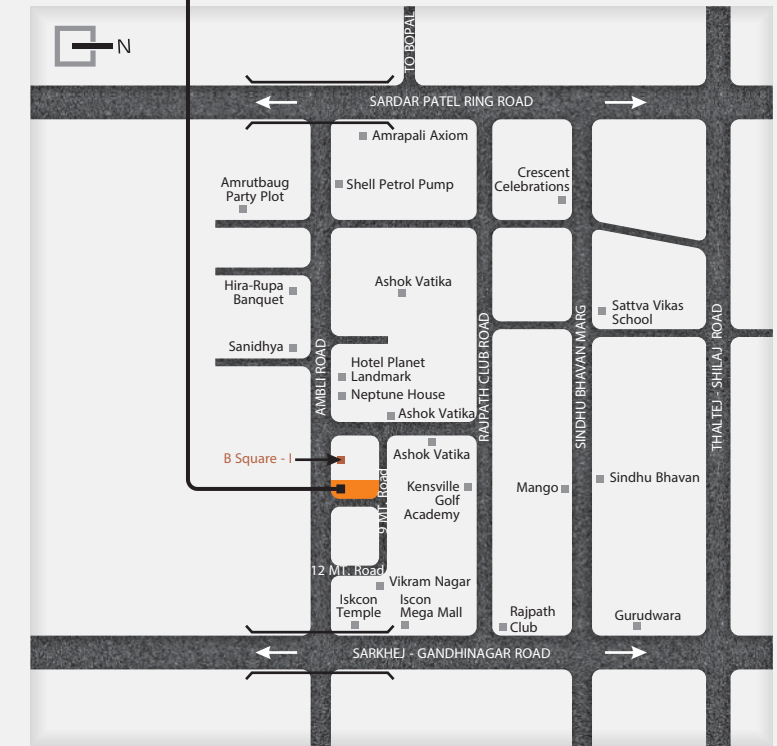 N
TO BOPAL
SARDAR PATEL RING ROAD
Amrapali Axiom
Crescent
Celebrations
Amrutbaug
Party Plot
Shell Petrol Pump
Ashok Vatika
Hira-Rupa
Banquet
Sattva Vikas
School
Sanidhya
AMBLI ROAD
RAJPATH CLUB ROAD
SINDHU BHAVAN MARG
THALTEJ - SHILAJ ROAD
Hotel Planet
Landmark
Neptune House
Ashok Vatika
Ashok Vatika
B Square - I
9 MT. Road
Kensville
Golf
Academy
Mango
Sindhu Bhavan
12 MT. Road
Vikram Nagar
Iskcon
Temple
Iscon
Mega Mall
Rajpath
Club
Gurudwara
SARKHEJ - GANDHINAGAR ROAD